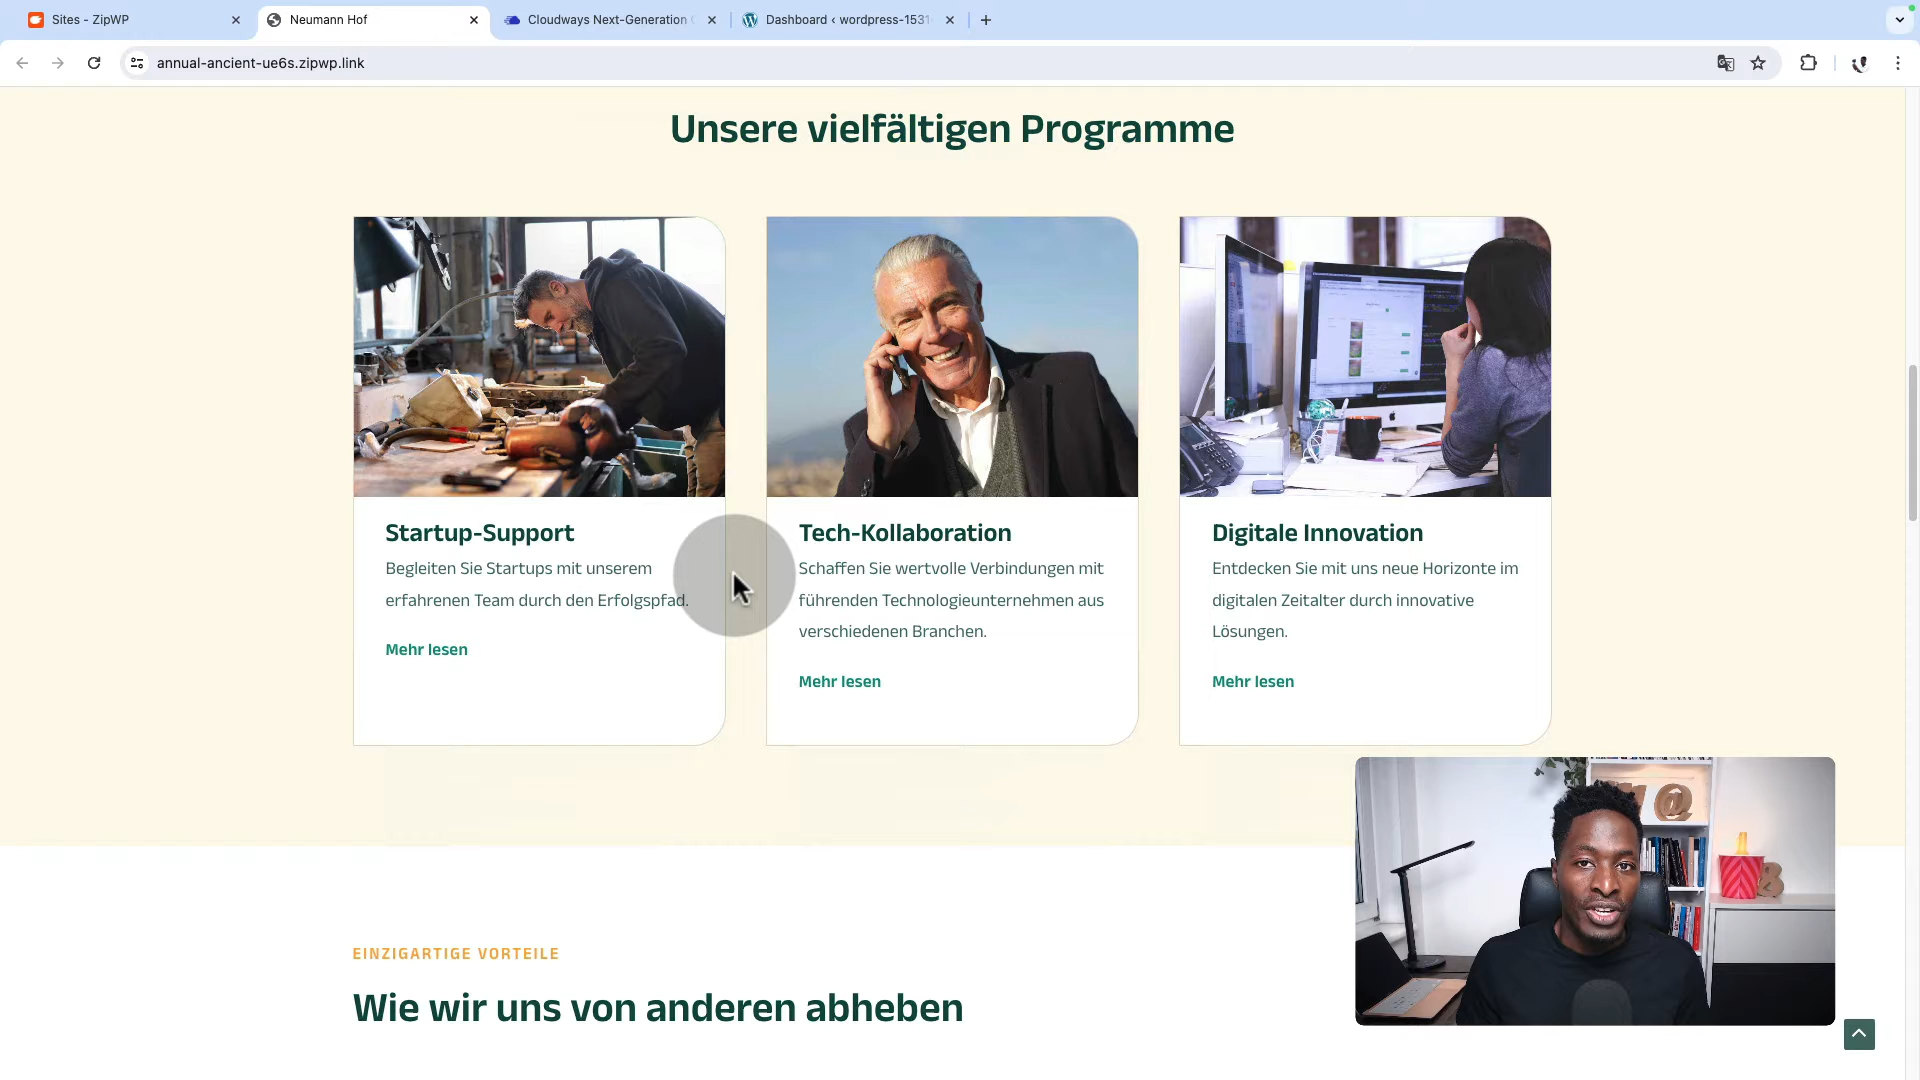 Sites - ZipWP
Neumann Hof
Cloudways Next-Generation
Dashboard ‹ wordpress-1531
annual-ancient-ue6s.zipwp.link
Unsere vielfältigen Programme
Startup-Support
Begleiten Sie Startups mit unserem
erfahrenen Team durch den Erfolgspfad.
Mehr lesen
Tech-Kollaboration
Schaffen Sie wertvolle Verbindungen mit
führenden Technologieunternehmen aus
verschiedenen Branchen.
Mehr lesen
Digitale Innovation
Entdecken Sie mit uns neue Horizonte im
digitalen Zeitalter durch innovative
Lösungen.
Mehr lesen
EINZIGARTIGE VORTEILE
Wie wir uns von anderen abheben
@
&